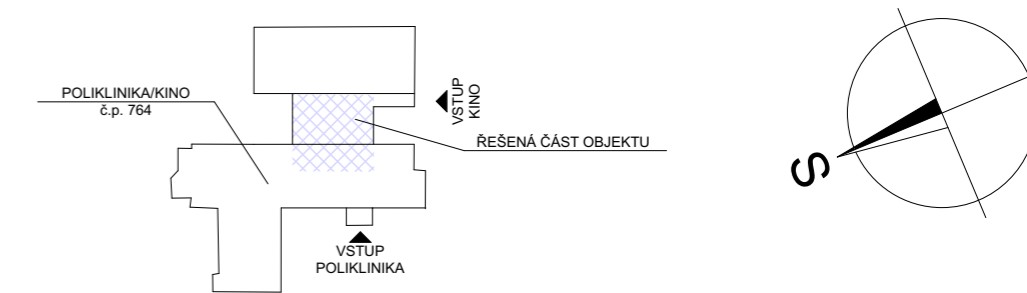 POLIKLINIKA/KINO
č.p. 764
VSTUP
KINO
ŘEŠENÁ ČÁST OBJEKTU
VSTUP
POLIKLINIKA
S